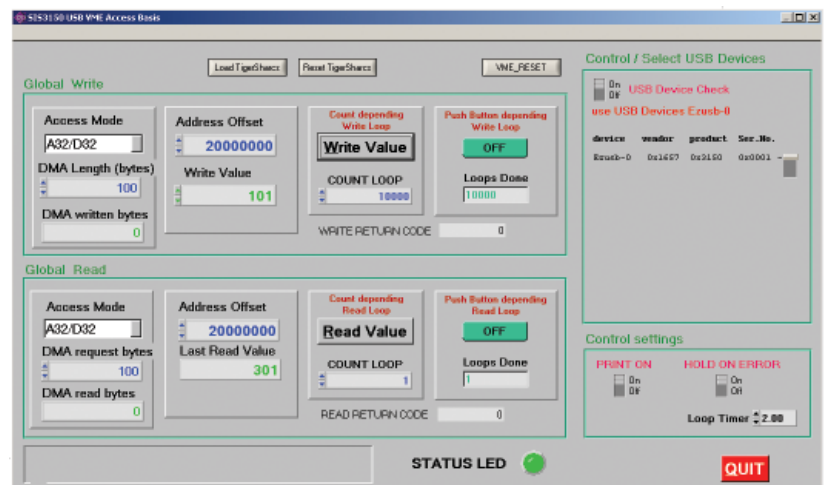 SIS3150 USB VME Access Basis
Load TigerSharcs
Reset TigerSharcs
VME_RESET
Global Write
Access Mode
A32/D32
DMA Length (bytes)
100
DMA written bytes
0
Address Offset
20000000
Write Value
101
Count depending
Write Loop
Write Value
COUNT LOOP
10000
Push Button depending
Write Loop
OFF
Loops Done
10000
WRITE RETURN CODE 0
Global Read
Access Mode
A32/D32
DMA request bytes
100
DMA read bytes
0
Address Offset
20000000
Last Read Value
301
Count depending
Read Loop
Read Value
COUNT LOOP
1
Push Button depending
Read Loop
OFF
Loops Done
1
READ RETURN CODE 0
STATUS LED
Control / Select USB Devices
On
Off
USB Device Check
use USB Devices Ezusb-0
device vendor product Ser.No.
Ezusb-0 0x1657 0x3150 0x0001 -
Control settings
PRINT ON
On
Off
HOLD ON ERROR
On
Off
Loop Timer 2.00
QUIT